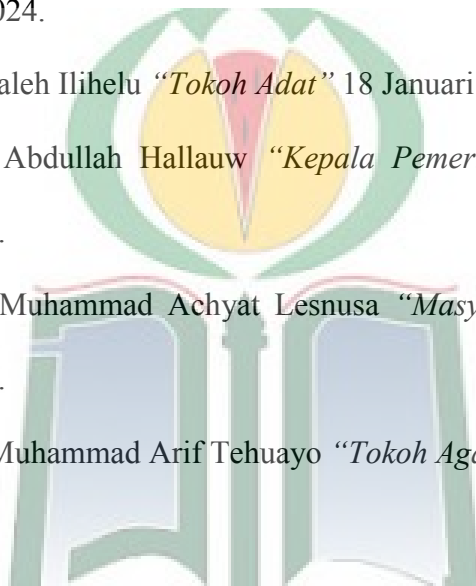 024.
aleh Ilihelu “Tokoh Adat” 18 Januari
Abdullah Hallauw “Kepala Pemer
.
Muhammad Achyat Lesnusa “Masy
.
Muhammad Arif Tehuayo “Tokoh Aga